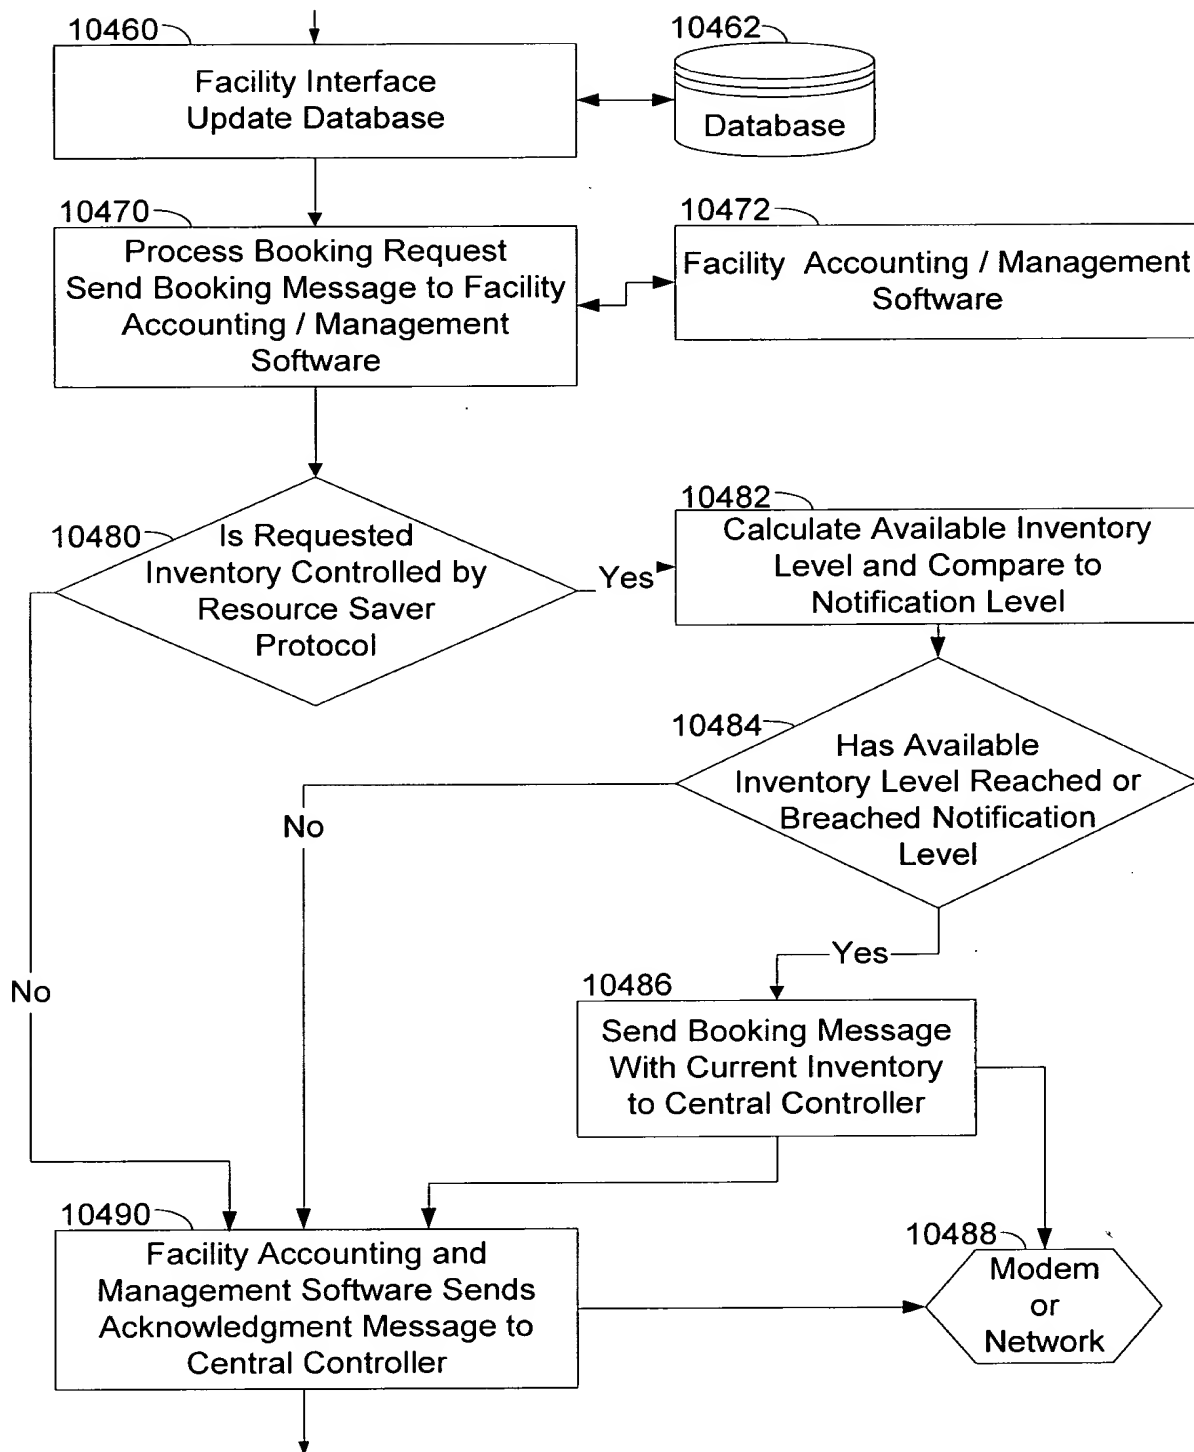 10460
Facility Interface
Update Database
10462
Database
10470
Process Booking Request
Send Booking Message to Facility
Accounting / Management
Software
10472
Facility Accounting / Management
Software
10480
Is Requested
Inventory Controlled by
Resource Saver
Protocol
Yes
10482
Calculate Available Inventory
Level and Compare to
Notification Level
10484
Has Available
Inventory Level Reached or
Breached Notification
Level
No
Yes
No
10486
Send Booking Message
With Current Inventory
to Central Controller
10490
Facility Accounting and
Management Software Sends
Acknowledgment Message to
Central Controller
10488
Modem
or
Network